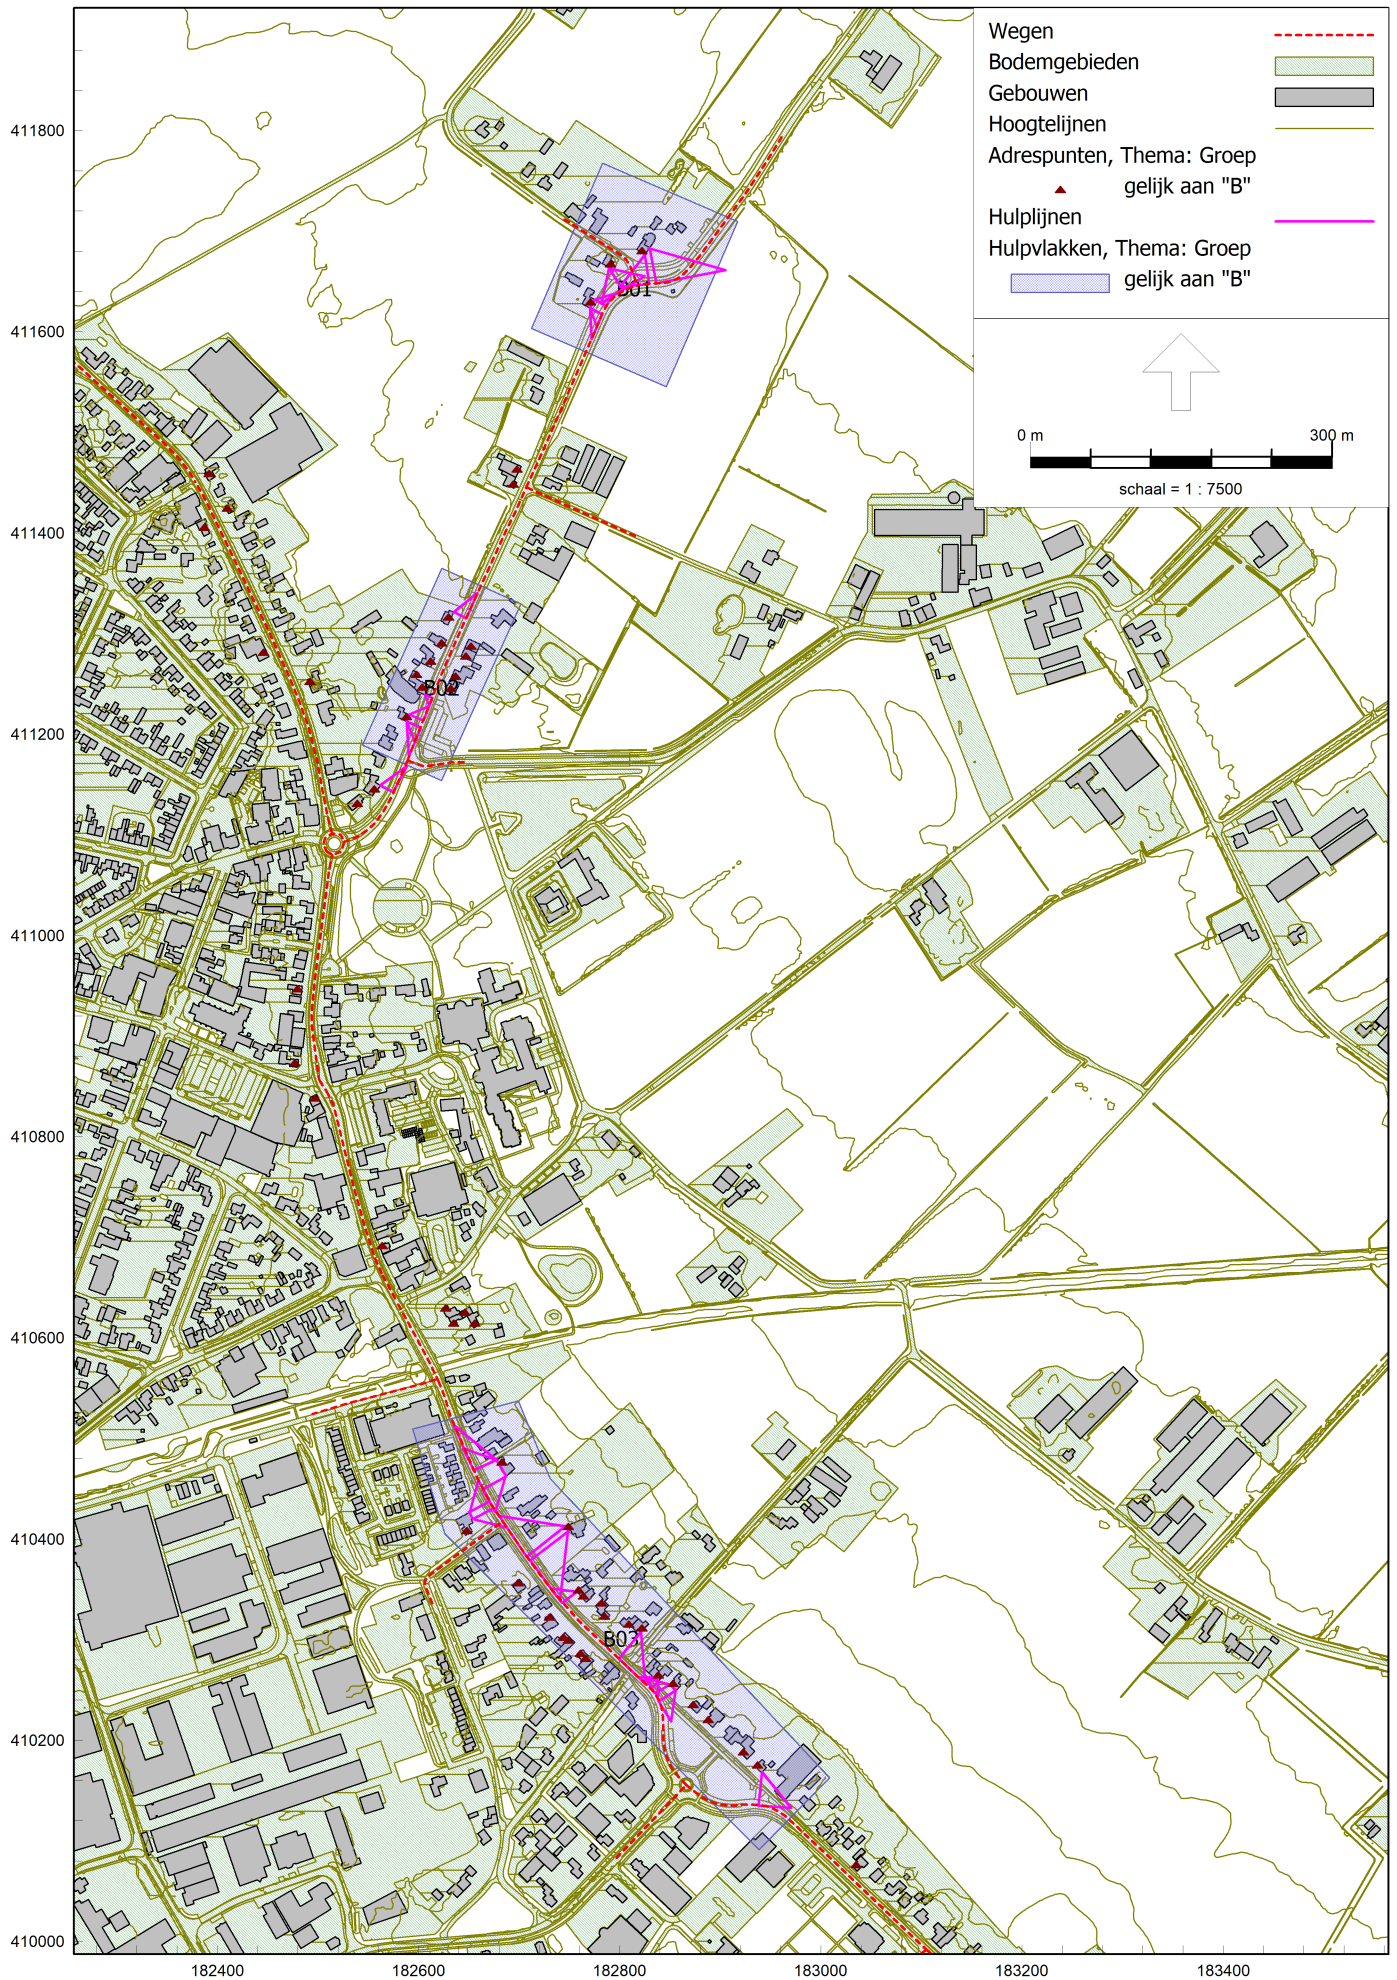 Wegen
Bodemgebieden
Gebouwen
Hoogtelijnen
Adrespunten, Thema: Groep
gelijk aan "B"
Hulplijnen
Hulpvlakken, Thema: Groep
gelijk aan "B"
0 m 300 m
schaal = 1 : 7500
411800
411600
411400
411200
411000
410800
410600
410400
410200
410000
B01
B02
B03
182400 182600 182800 183000 183200 183400